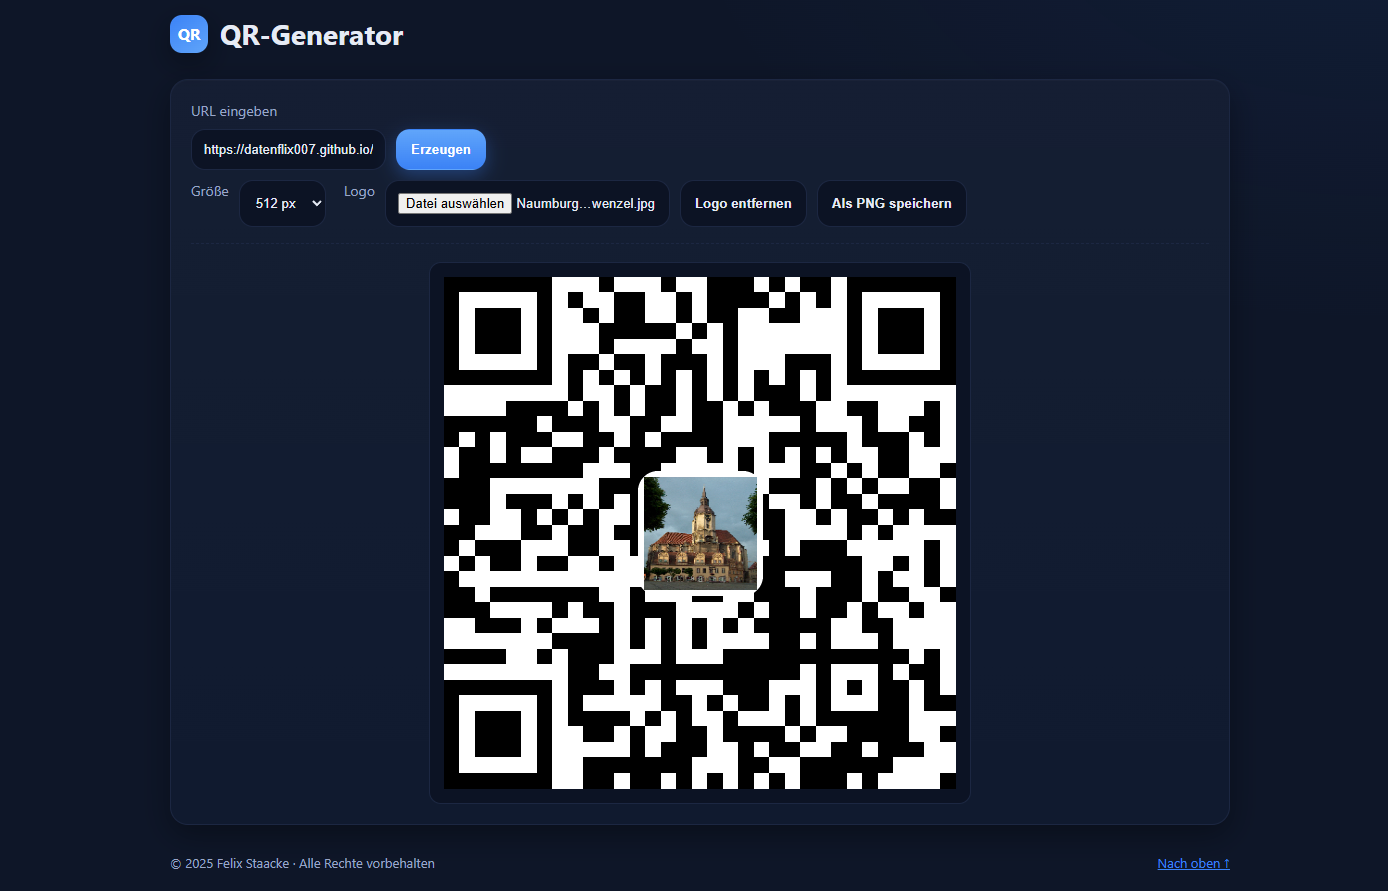 QR QR-Generator
URL eingeben
https://datenflix007.github.io/ Erzeugen
Größe 512 px Logo Datei auswählen Naumburg...wenzel.jpg Logo entfernen Als PNG speichern
© 2025 Felix Staacke · Alle Rechte vorbehalten Nach oben ↑